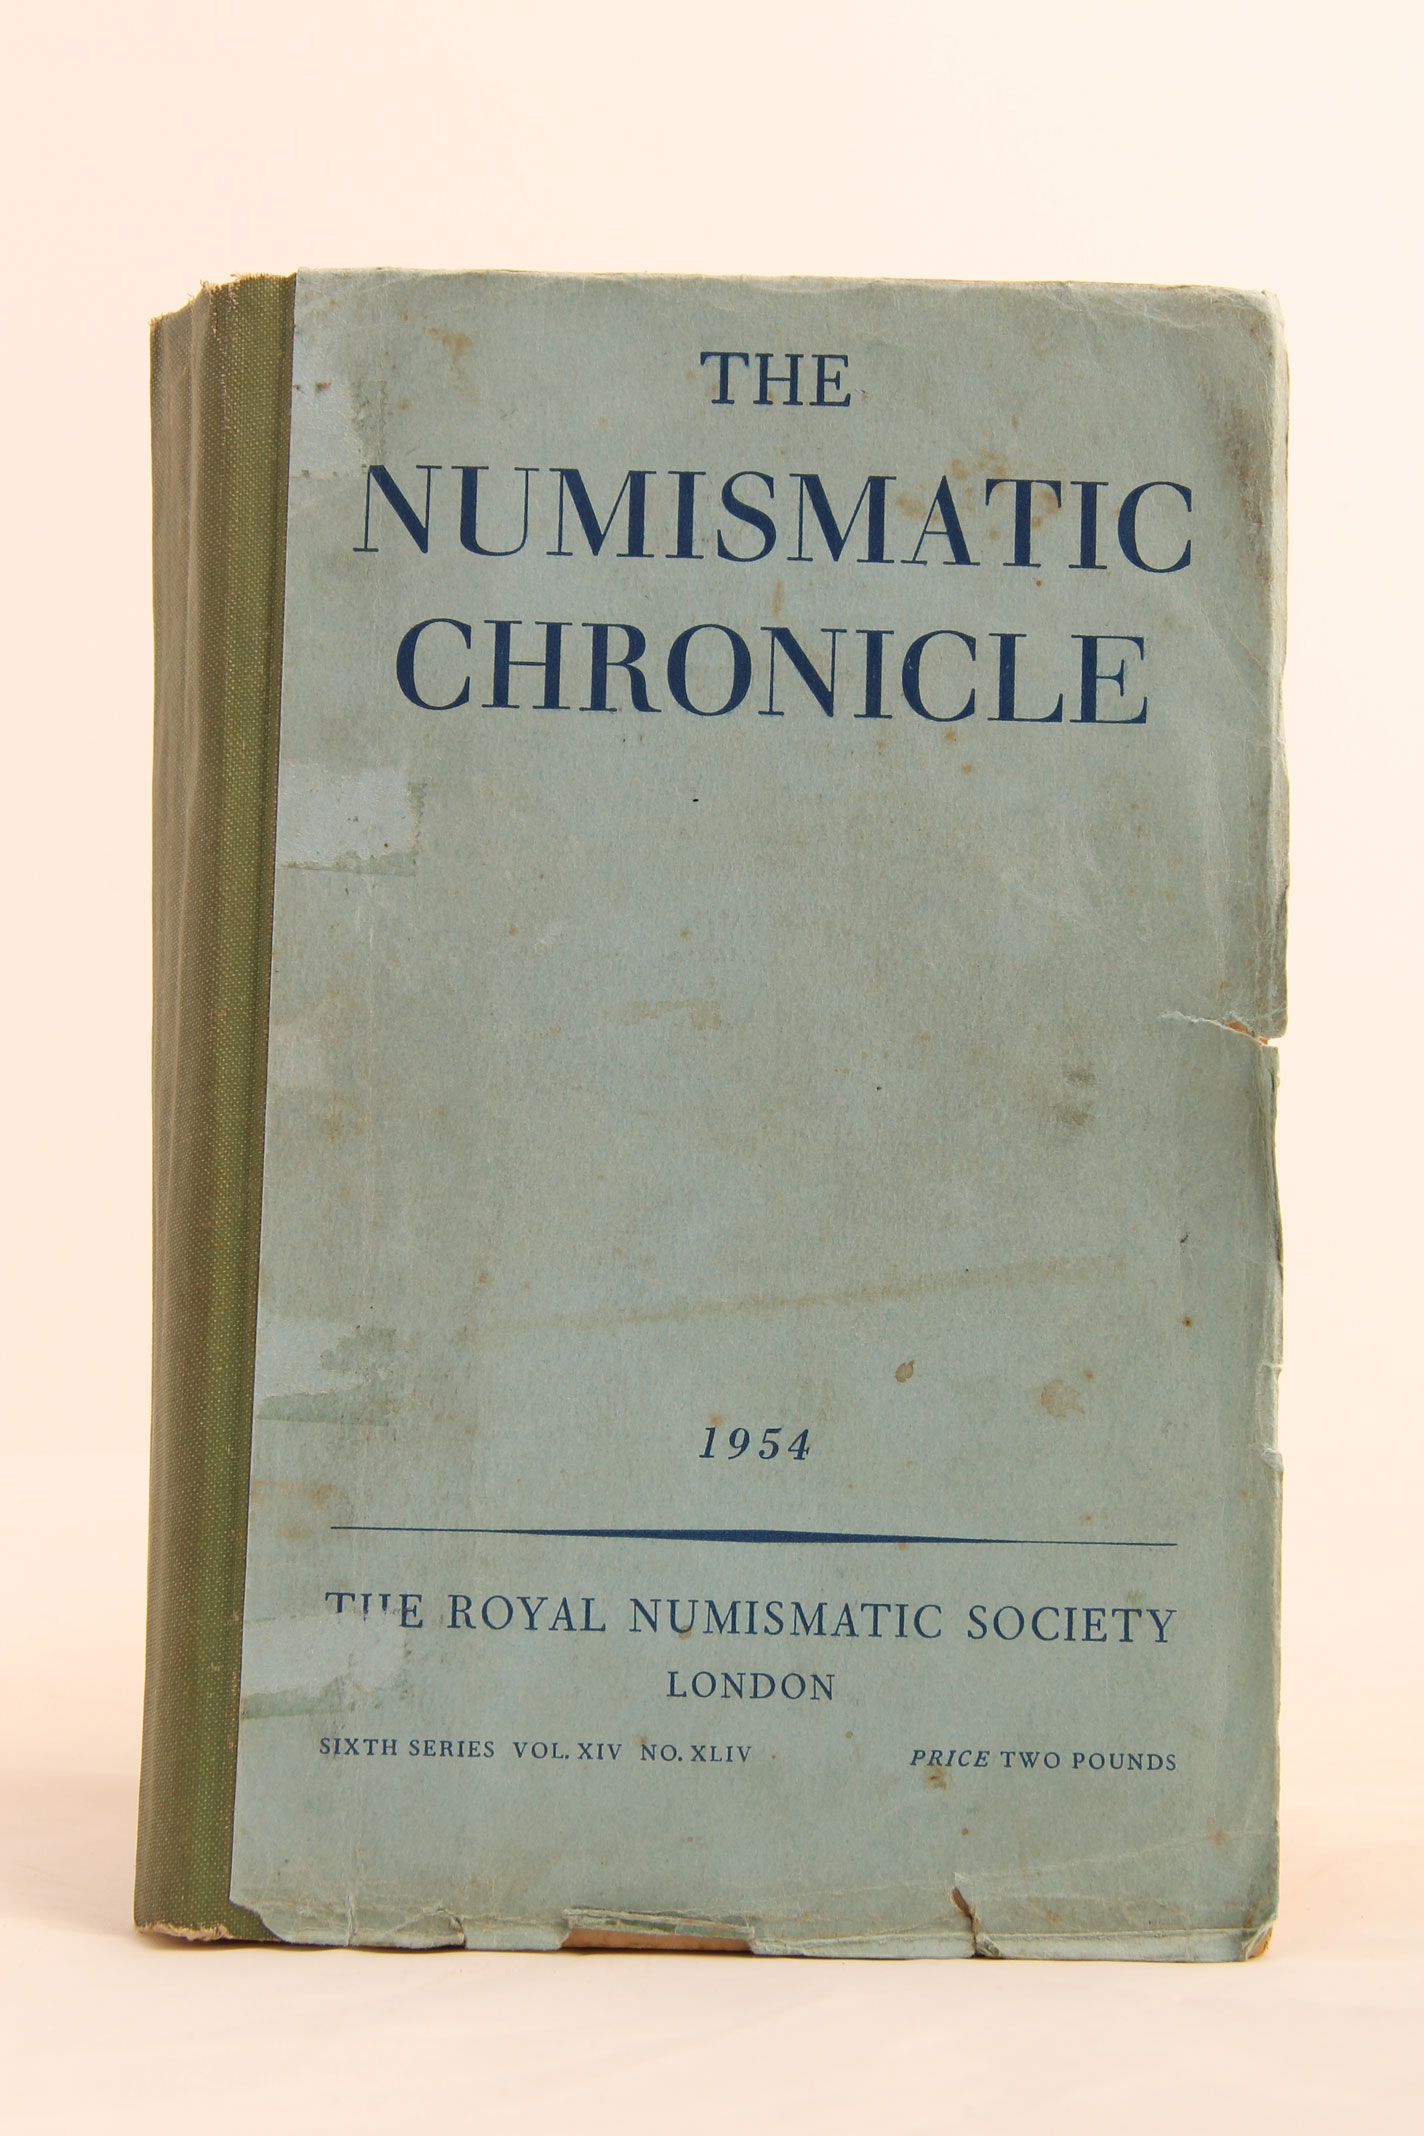 THE
NUMISMATIC
CHRONICLE
1954
THE ROYAL NUMISMATIC SOCIETY
LONDON
SIXTH SERIES VOL. XIV NO. XLIV PRICE TWO POUNDS